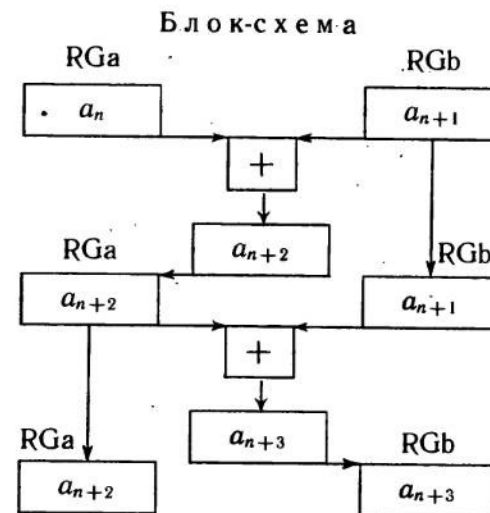 Блок-схема
RGa RGb
a_n a_{n+1}
+
a_{n+2}
RGa RGb
a_{n+2} a_{n+1}
+
a_{n+3}
RGa RGb
a_{n+2} a_{n+3}